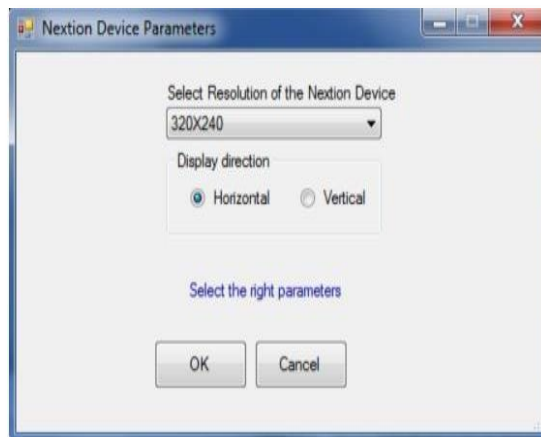 Nextion Device Parameters
Select Resolution of the Nextion Device
320X240
Display direction
Horizontal
Vertical
Select the right parameters
OK
Cancel